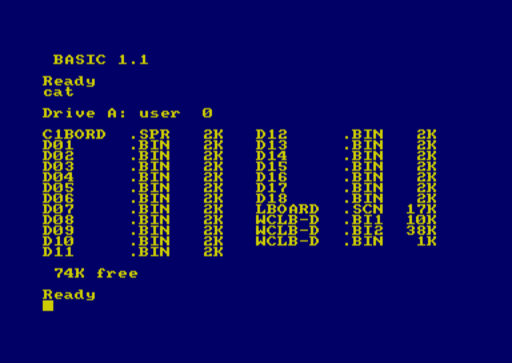 BASIC 1.1
Ready
cat
Drive A: user  0
C1BORD  .SPR   2K   D12     .BIN   2K
D01     .BIN   2K   D13     .BIN   2K
D02     .BIN   2K   D14     .BIN   2K
D03     .BIN   2K   D15     .BIN   2K
D04     .BIN   2K   D16     .BIN   2K
D05     .BIN   2K   D17     .BIN   2K
D06     .BIN   2K   D18     .BIN   2K
D07     .BIN   2K   LBOARD  .SCN  17K
D08     .BIN   2K   WCLB-D  .BI1  10K
D09     .BIN   2K   WCLB-D  .BI2  38K
D10     .BIN   2K   WCLB-D  .BIN   1K
D11     .BIN   2K
74K free
Ready